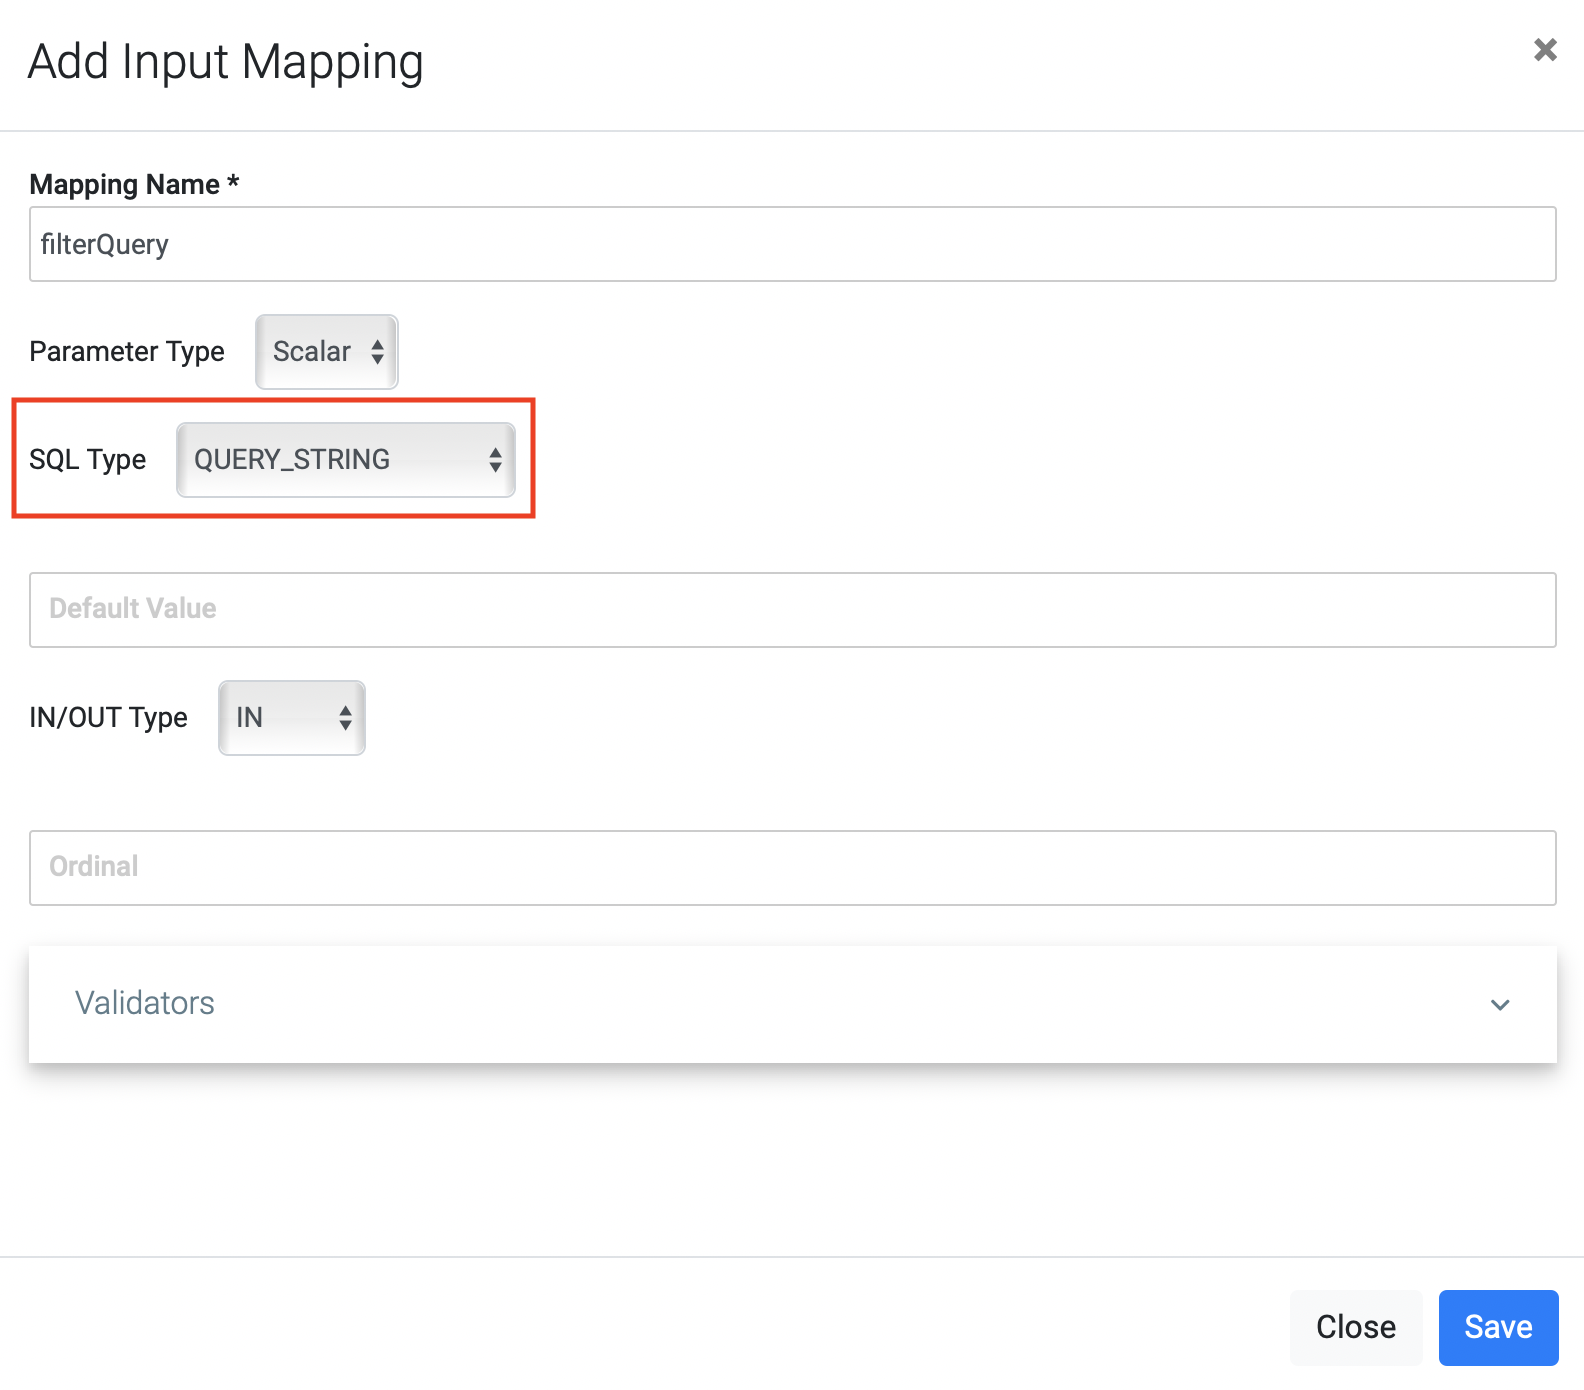 Add Input Mapping
Mapping Name *
filterQuery
Parameter Type Scalar
SQL Type QUERY_STRING
Default Value
IN/OUT Type IN
Ordinal
Validators
Close Save